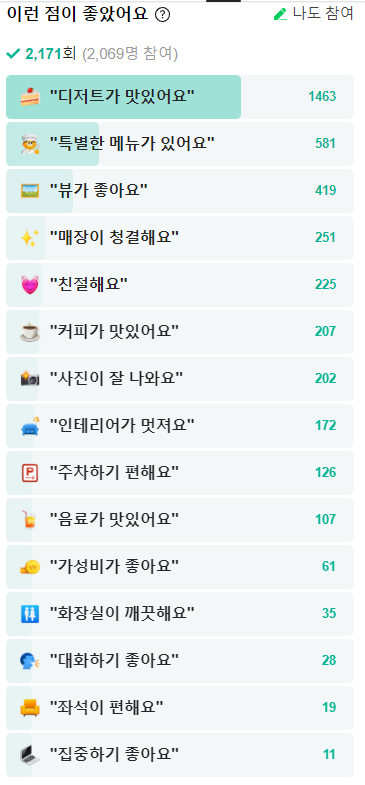 이런 점이 좋았어요 ? 나도 참여
2,171회 (2,069명 참여)
"디저트가 맛있어요" 1463
"특별한 메뉴가 있어요" 581
"뷰가 좋아요" 419
"매장이 청결해요" 251
"친절해요" 225
"커피가 맛있어요" 207
"사진이 잘 나와요" 202
"인테리어가 멋져요" 172
P "주차하기 편해요" 126
"음료가 맛있어요" 107
"가성비가 좋아요" 61
"화장실이 깨끗해요" 35
"대화하기 좋아요" 28
"좌석이 편해요" 19
"집중하기 좋아요" 11